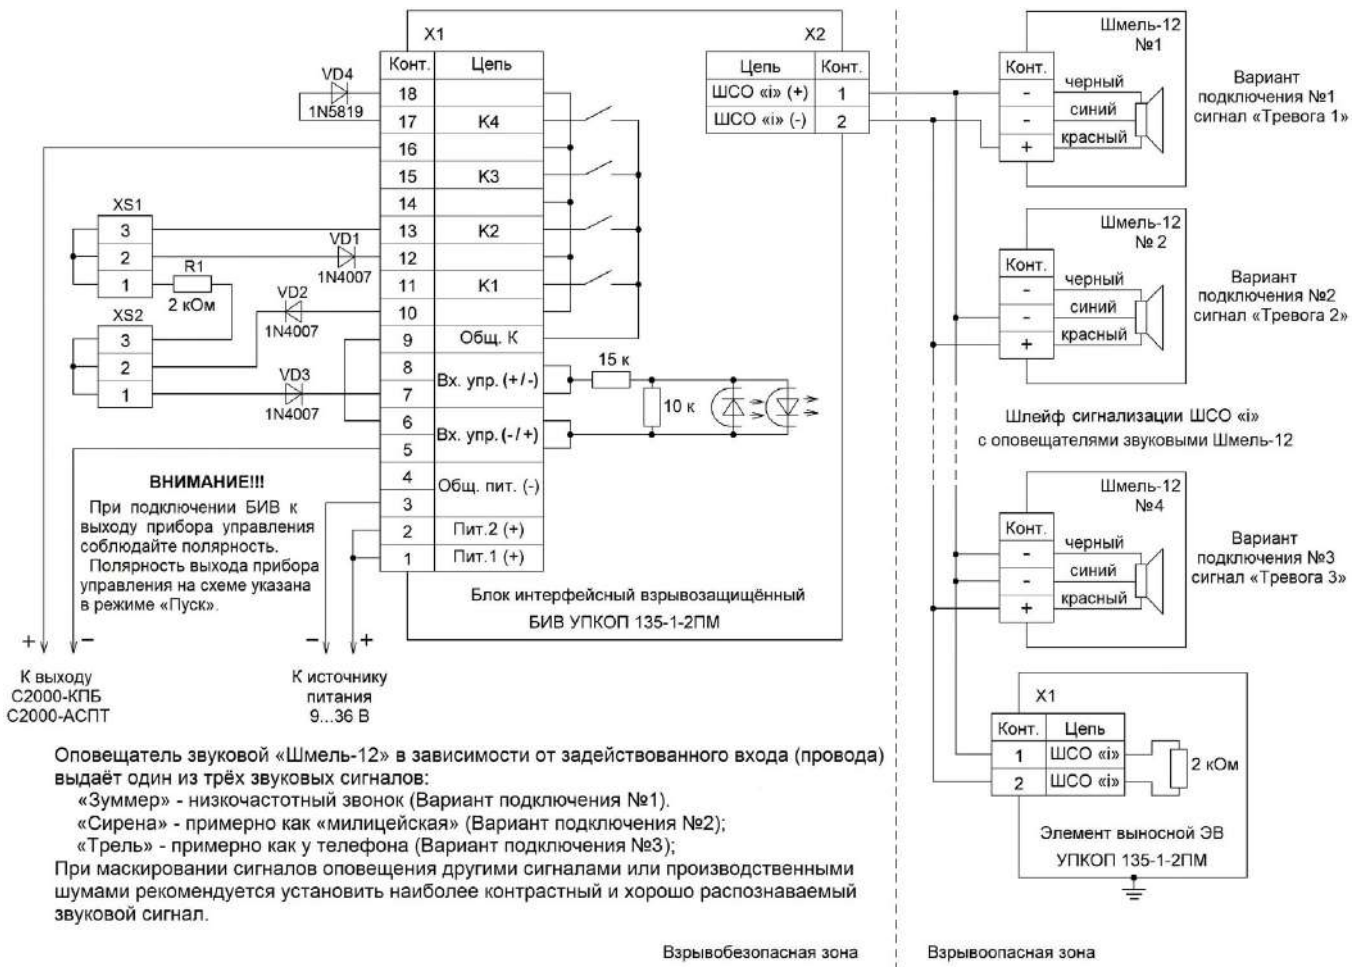 X1
Конт. Цепь
18
17 К4
16
15 К3
14
13 К2
12
11 К1
10
9 Общ. К
8
Вх. упр. (+/-)
7
6
Вх. упр. (-/+)
5
4
Общ. пит. (-)
3
2 Пит.2 (+)
1 Пит.1 (+)
VD4
1N5819
XS1
3
2
1
VD1
1N4007
R1
2 кОм
VD2
1N4007
XS2
3
2
1
VD3
1N4007
15 к
10 к
X2
Цепь Конт.
ШСО «i» (+) 1
ШСО «i» (-) 2
ВНИМАНИЕ!!!
При подключении БИВ к
выходу прибора управления
соблюдайте полярность.
Полярность выхода прибора
управления на схеме указана
в режиме «Пуск».
+ −
К выходу
С2000-КПБ
С2000-АСПТ
− +
К источнику
питания
9...36 В
Блок интерфейсный взрывозащищённый
БИВ УПКОП 135-1-2ПМ
Шмель-12
№1
Конт.
- черный
- синий
+ красный
Вариант
подключения №1
сигнал «Тревога 1»
Шмель-12
№ 2
Конт.
- черный
- синий
+ красный
Вариант
подключения №2
сигнал «Тревога 2»
Шлейф сигнализации ШСО «i»
с оповещателями звуковыми Шмель-12
Шмель-12
№4
Конт.
- черный
- синий
+ красный
Вариант
подключения №3
сигнал «Тревога 3»
X1
Конт. Цепь
1 ШСО «i»
2 ШСО «i»
2 кОм
Элемент выносной ЭВ
УПКОП 135-1-2ПМ
Оповещатель звуковой «Шмель-12» в зависимости от задействованного входа (провода)
выдаёт один из трёх звуковых сигналов:
«Зуммер» - низкочастотный звонок (Вариант подключения №1).
«Сирена» - примерно как «милицейская» (Вариант подключения №2);
«Трель» - примерно как у телефона (Вариант подключения №3);
При маскировании сигналов оповещения другими сигналами или производственными
шумами рекомендуется установить наиболее контрастный и хорошо распознаваемый
звуковой сигнал.
Взрывобезопасная зона
Взрывоопасная зона